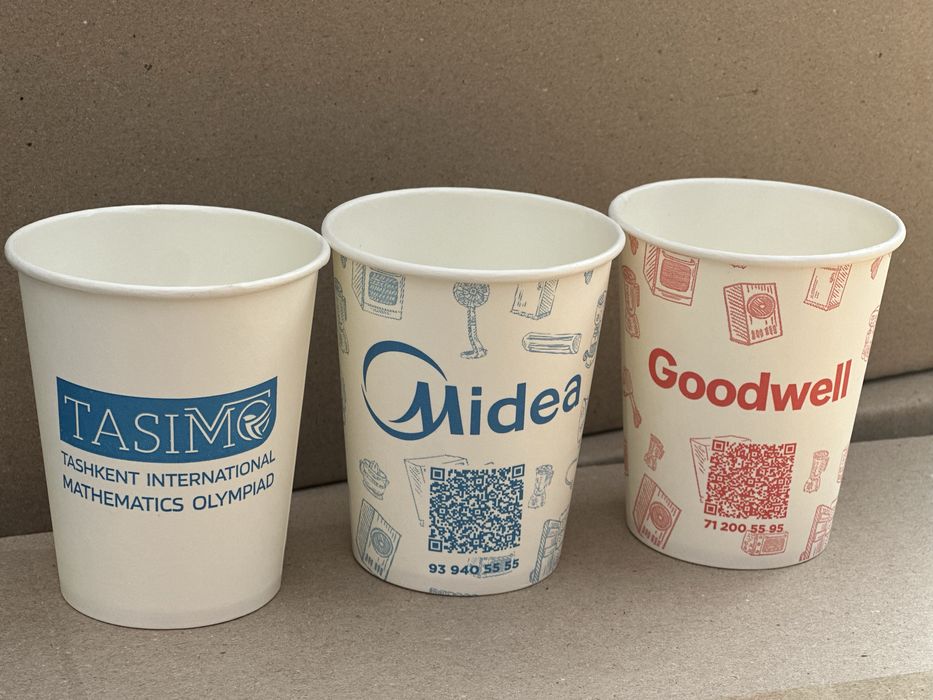 TASIMO
TASHKENT INTERNATIONAL
MATHEMATICS OLYMPIAD
Midea
93 940 55 55
Goodwell
71 200 55 95